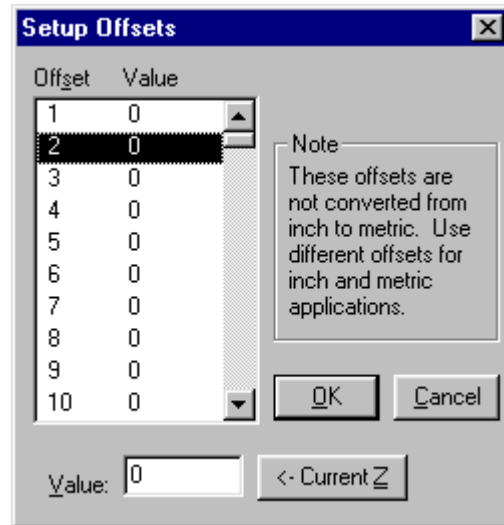 Setup Offsets
Offset Value
1 0
2 0
3 0
4 0
5 0
6 0
7 0
8 0
9 0
10 0
Note
These offsets are
not converted from
inch to metric. Use
different offsets for
inch and metric
applications.
OK Cancel
Value: 0 <- Current Z